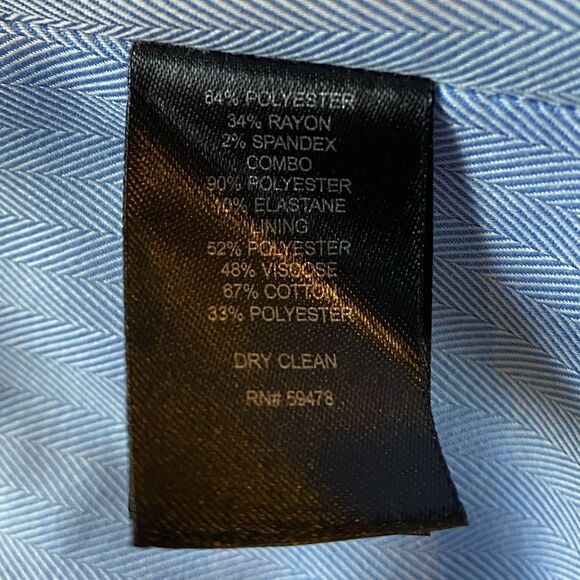 64% POLYESTER
34% RAYON
2% SPANDEX
COMBO
90% POLYESTER
10% ELASTANE
LINING
52% POLYESTER
48% VISCOSE
67% COTTON
33% POLYESTER
DRY CLEAN
RN# 59478